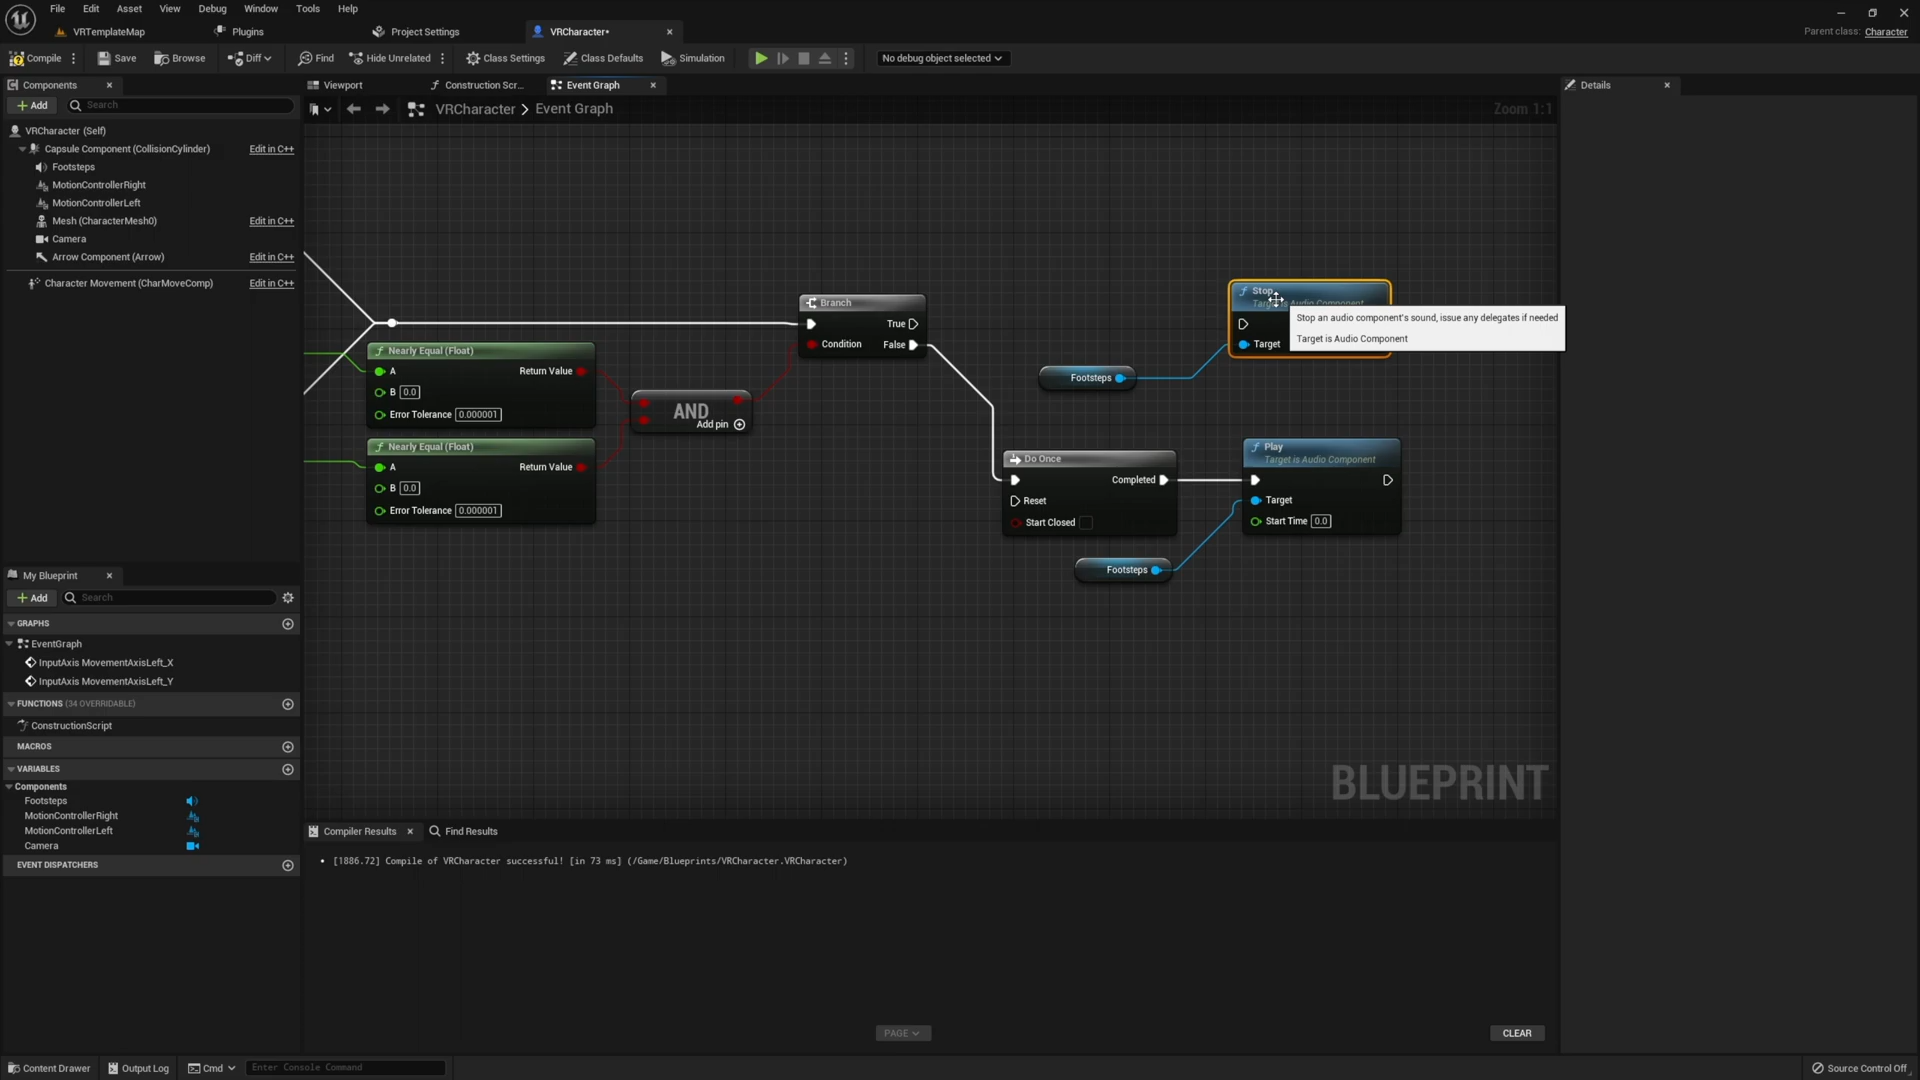 File Edit Asset View Debug Window Tools Help
VRTemplateMap
Plugins
Project Settings
VRCharacter*
Parent class: Character
Compile
Save
Browse
Diff
Find
Hide Unrelated
Class Settings
Class Defaults
Simulation
No debug object selected
Components
Add
Search
VRCharacter (Self)
Capsule Component (CollisionCylinder) Edit in C++
Footsteps
MotionControllerRight
MotionControllerLeft
Mesh (CharacterMesh0) Edit in C++
Camera
Arrow Component (Arrow) Edit in C++
Character Movement (CharMoveComp) Edit in C++
Viewport
Construction Scr...
Event Graph
VRCharacter > Event Graph
Zoom 1:1
Nearly Equal (Float)
A
Return Value
B 0.0
Error Tolerance 0.000001
Nearly Equal (Float)
A
Return Value
B 0.0
Error Tolerance 0.000001
AND
Add pin
Branch
True
Condition
False
Stop
Target is Audio Component
Target
Stop an audio component's sound, issue any delegates if needed
Target is Audio Component
Footsteps
Do Once
Completed
Reset
Start Closed
Play
Target is Audio Component
Target
Start Time 0.0
Footsteps
BLUEPRINT
Details
My Blueprint
Add
Search
GRAPHS
EventGraph
InputAxis MovementAxisLeft_X
InputAxis MovementAxisLeft_Y
FUNCTIONS (34 OVERRIDABLE)
ConstructionScript
MACROS
VARIABLES
Components
Footsteps
MotionControllerRight
MotionControllerLeft
Camera
EVENT DISPATCHERS
Compiler Results
Find Results
[1886.72] Compile of VRCharacter successful! [in 73 ms] (/Game/Blueprints/VRCharacter.VRCharacter)
PAGE
CLEAR
Content Drawer
Output Log
Cmd
Enter Console Command
Source Control Off